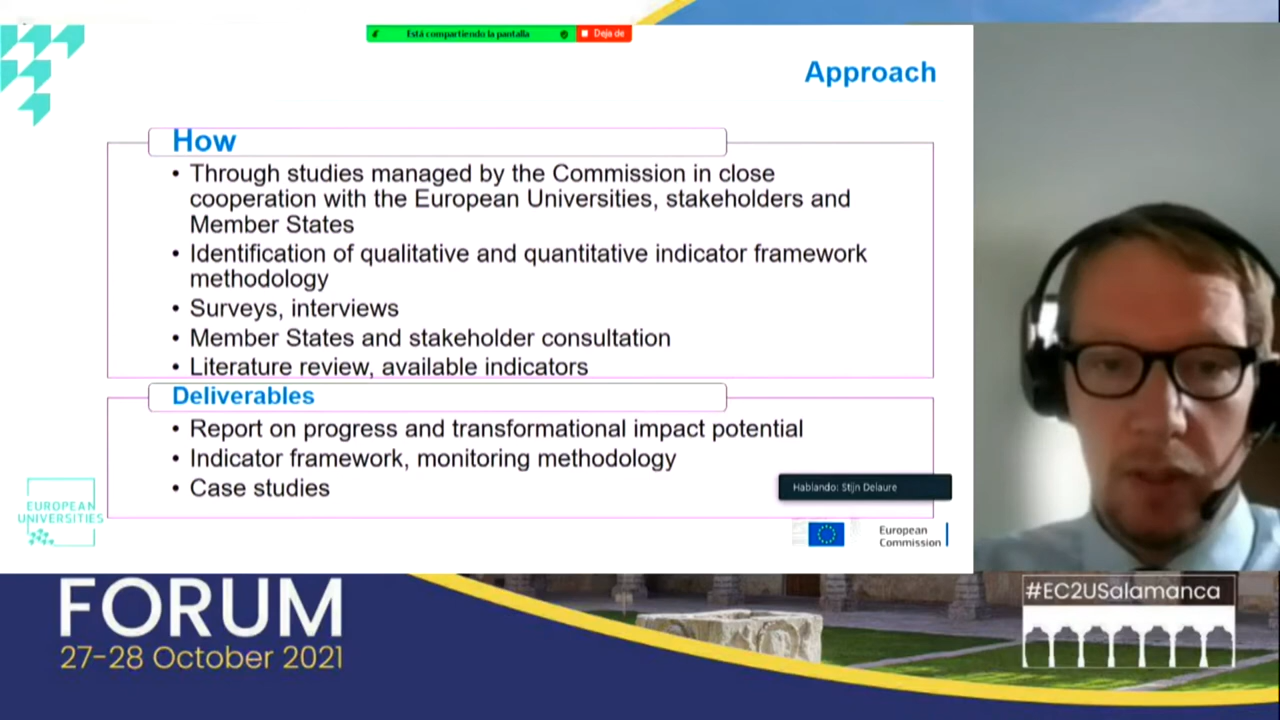 Está compartiendo la pantalla
Deja de
Approach
How
• Through studies managed by the Commission in close
cooperation with the European Universities, stakeholders and
Member States
• Identification of qualitative and quantitative indicator framework
methodology
• Surveys, interviews
• Member States and stakeholder consultation
• Literature review, available indicators
Deliverables
• Report on progress and transformational impact potential
• Indicator framework, monitoring methodology
• Case studies
Hablando: Stijn Delaure
EUROPEAN
UNIVERSITIES
European
Commission
FORUM
27-28 October 2021
#EC2USalamanca